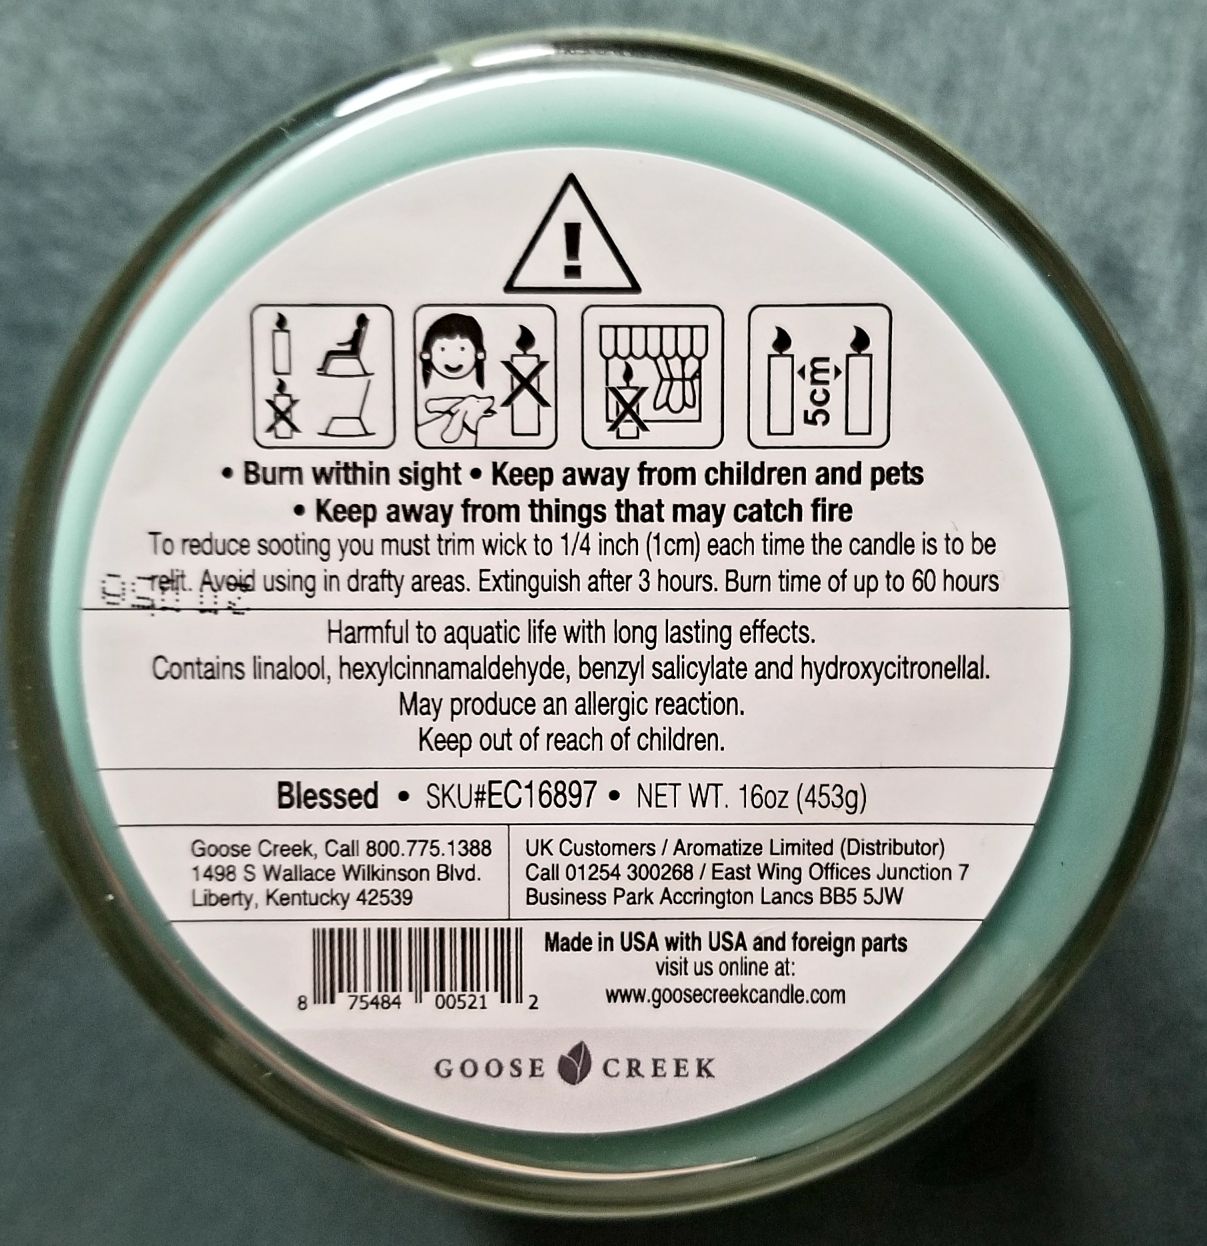 !
5cm
• Burn within sight • Keep away from children and pets
• Keep away from things that may catch fire
To reduce sooting you must trim wick to 1/4 inch (1cm) each time the candle is to be
relit. Avoid using in drafty areas. Extinguish after 3 hours. Burn time of up to 60 hours
Harmful to aquatic life with long lasting effects.
Contains linalool, hexylcinnamaldehyde, benzyl salicylate and hydroxycitronellal.
May produce an allergic reaction.
Keep out of reach of children.
Blessed • SKU#EC16897 • NET WT. 16oz (453g)
Goose Creek, Call 800.775.1388
1498 S Wallace Wilkinson Blvd.
Liberty, Kentucky 42539
UK Customers / Aromatize Limited (Distributor)
Call 01254 300268 / East Wing Offices Junction 7
Business Park Accrington Lancs BB5 5JW
8 75484 00521 2
Made in USA with USA and foreign parts
visit us online at:
www.goosecreekcandle.com
GOOSE CREEK